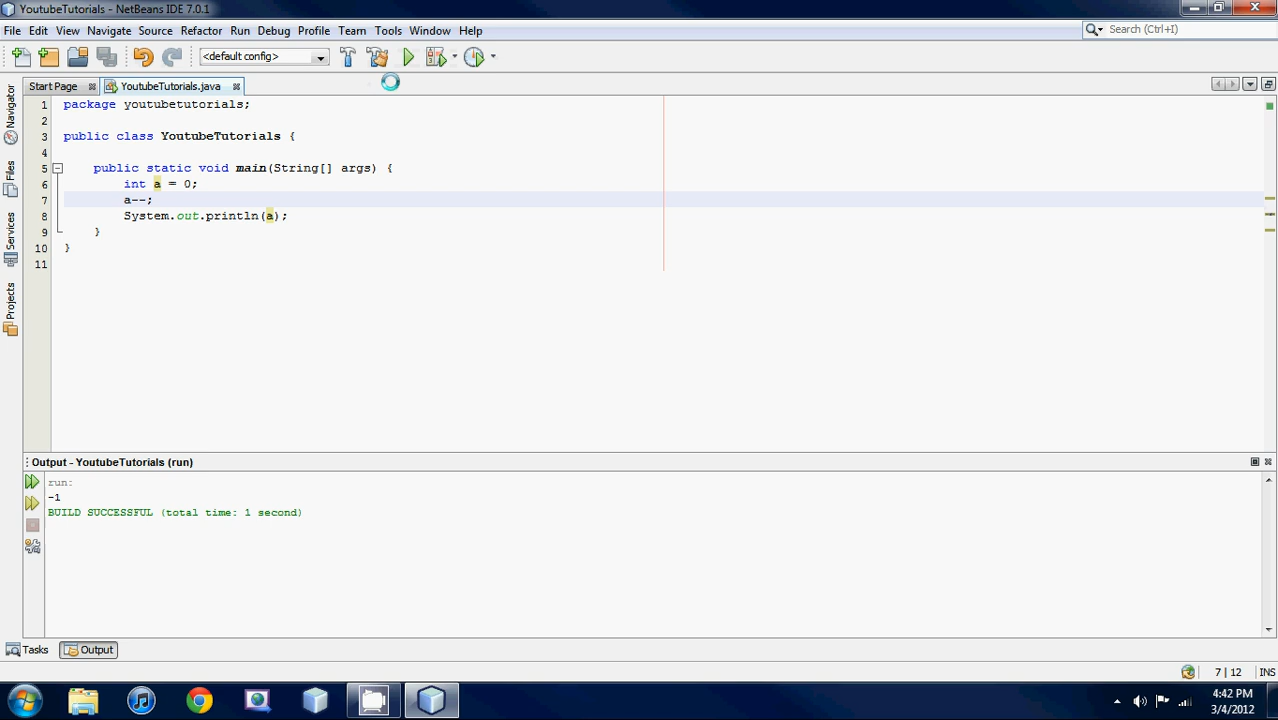 YoutubeTutorials - NetBeans IDE 7.0.1
File Edit View Navigate Source Refactor Run Debug Profile Team Tools Window Help
Search (Ctrl+I)
<default config>
Start Page YoutubeTutorials.java
Navigator
Files
Services
Projects
1 package youtubetutorials;
2
3 public class YoutubeTutorials {
4
5 public static void main(String[] args) {
6 int a = 0;
7 a--;
8 System.out.println(a);
9 }
10 }
11
Output - YoutubeTutorials (run)
run:
-1
BUILD SUCCESSFUL (total time: 1 second)
Tasks Output
7 | 12 INS
4:42 PM
3/4/2012